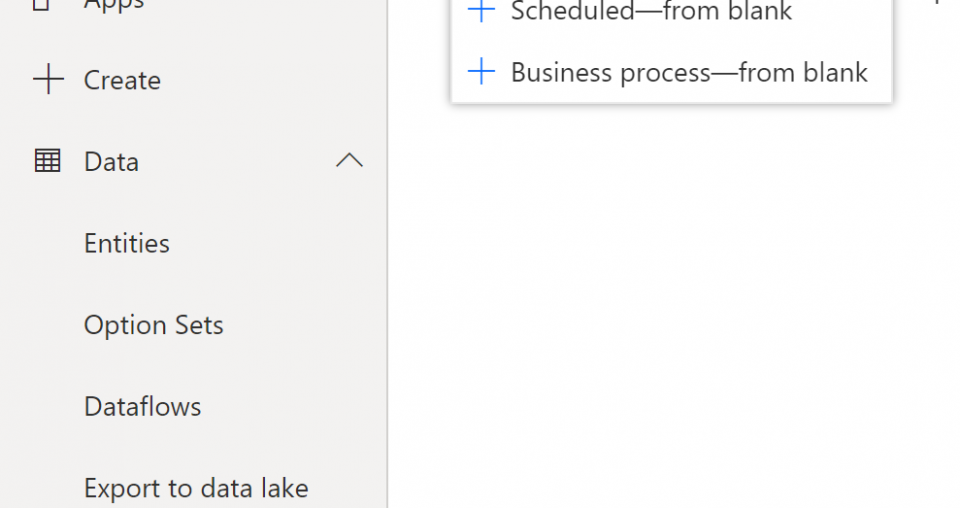 Apps
Create
Data
Entities
Option Sets
Dataflows
Export to data lake
Scheduled—from blank
Business process—from blank